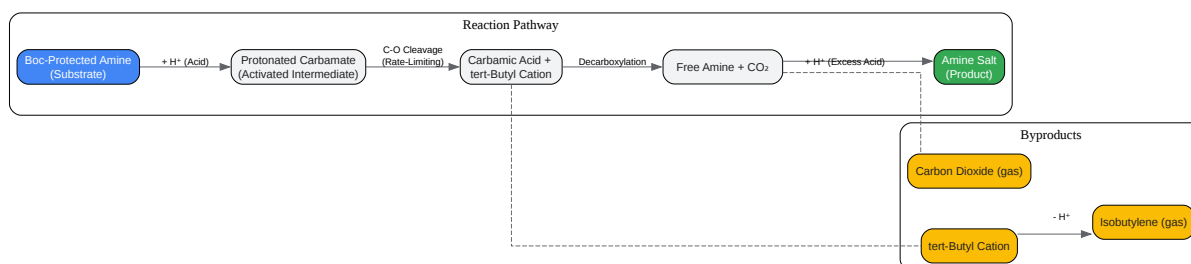 Reaction Pathway
Boc-Protected Amine
(Substrate)
+ H⁺ (Acid)
Protonated Carbamate
(Activated Intermediate)
C-O Cleavage
(Rate-Limiting)
Carbamic Acid +
tert-Butyl Cation
Decarboxylation
Free Amine + CO₂
+ H⁺ (Excess Acid)
Amine Salt
(Product)
Byproducts
Carbon Dioxide (gas)
tert-Butyl Cation
- H⁺
Isobutylene (gas)